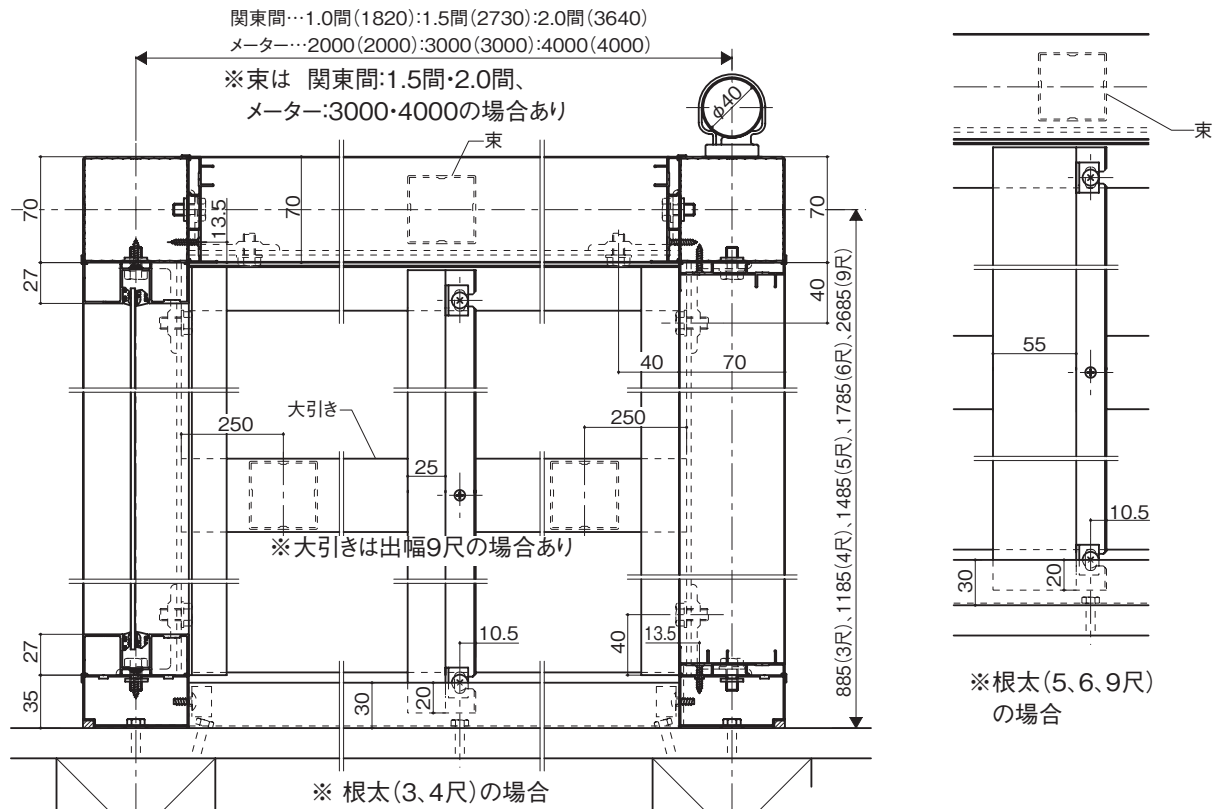 関東間…1.0間(1820):1.5間(2730):2.0間(3640)
メーター…2000(2000):3000(3000):4000(4000)
※束は 関東間:1.5間・2.0間、
メーター:3000・4000の場合あり
φ40
束
束
70
13.5
70
70
27
40
885(3尺)、1185(4尺)、1485(5尺)、1785(6尺)、2685(9尺)
40
70
55
大引き
250
250
25
※大引きは出幅9尺の場合あり
10.5
30
20
27
10.5
40
13.5
35
30
20
※根太(5、6、9尺)
の場合
※ 根太(3、4尺)の場合